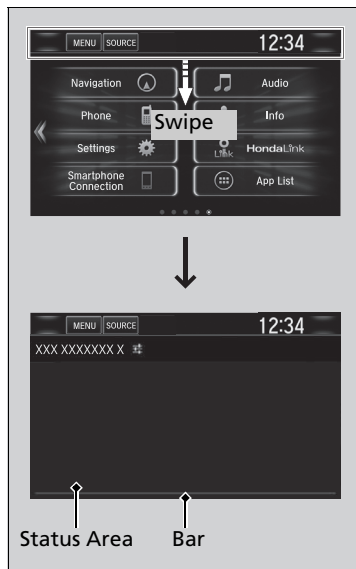 MENU SOURCE 12:34
Navigation Audio
Phone Info
Swipe
Settings Link HondaLink
Smartphone
Connection App List
MENU SOURCE 12:34
XXX XXXXXXX X
Status Area Bar